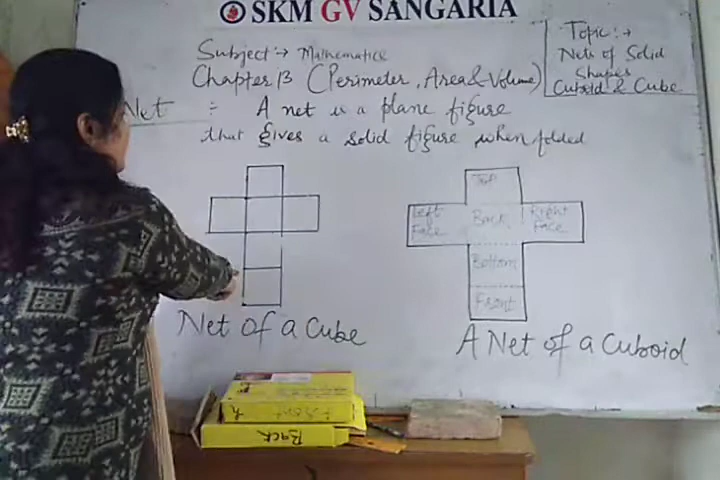 SKM GV SANGARIA
Subject :→ Mathematics
Chapter 13 (Perimeter, Area & Volume)
Topic :→
Nets of Solid
Shapes
Cuboid & Cube
Net : A net is a plane figure
that gives a solid figure when folded
Top
Left
Face
Back
Right
Face
Bottom
Front
Net Of a Cube
A Net of a Cuboid
Back